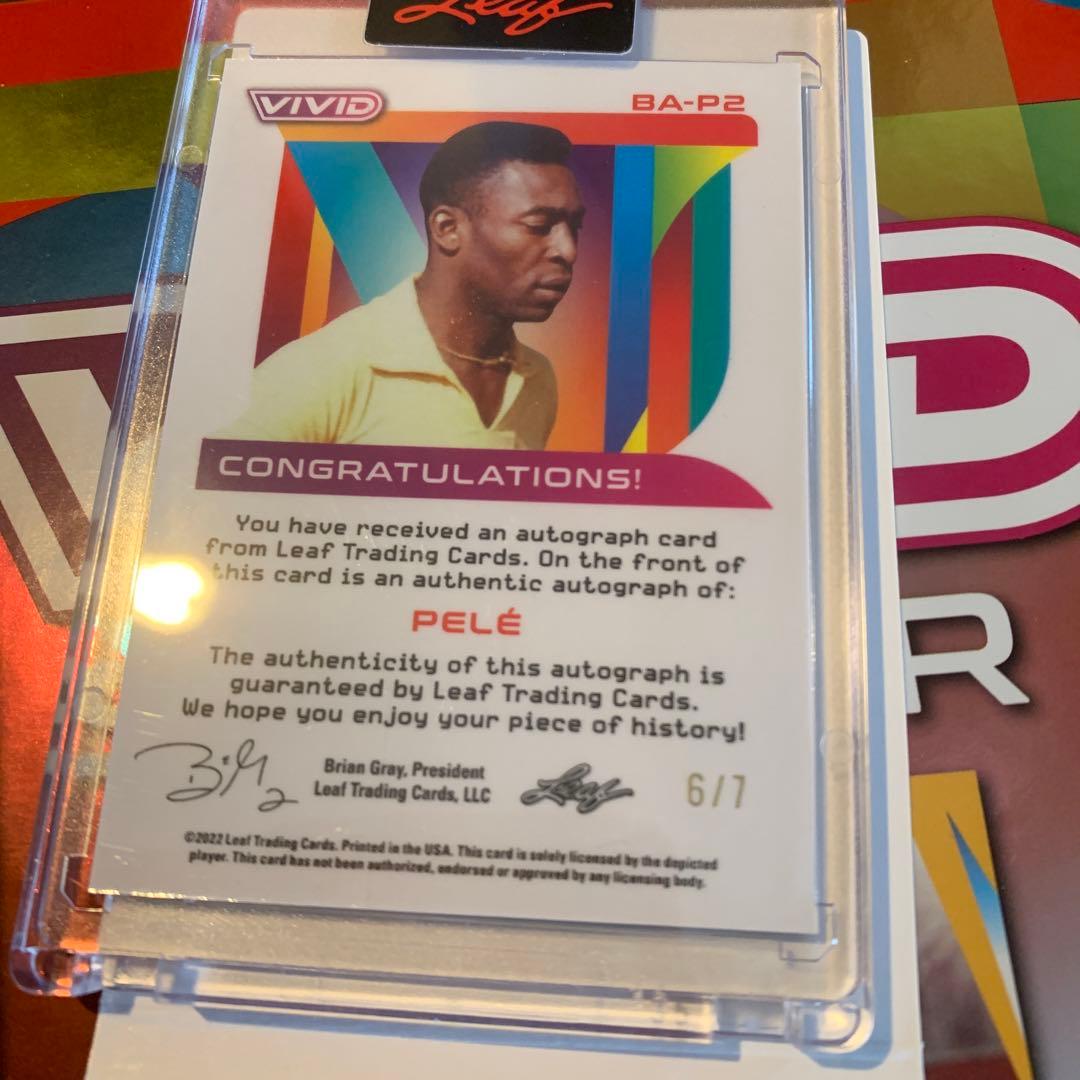 Leaf
VIVID
BA-P2
CONGRATULATIONS!
You have received an autograph card
from Leaf Trading Cards. On the front of
this card is an authentic autograph of:
PELÉ
The authenticity of this autograph is
guaranteed by Leaf Trading Cards.
We hope you enjoy your piece of history!
Brian Gray, President
Leaf Trading Cards, LLC
Leaf
6/7
©2022 Leaf Trading Cards. Printed in the USA. This card is solely licensed by the depicted
player. This card has not been authorized, endorsed or approved by any licensing body.
V
D
R